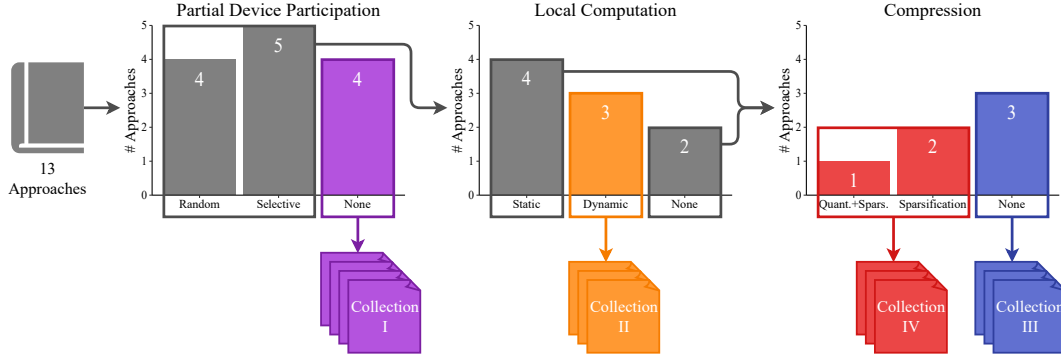 Partial Device Participation
Local Computation
Compression
13
Approaches
# Approaches
5
4
3
2
1
0
4
5
4
Random
Selective
None
Collection
I
# Approaches
5
4
3
2
1
0
4
3
2
Static
Dynamic
None
Collection
II
# Approaches
5
4
3
2
1
0
1
2
3
Quant.+Spars.
Sparsification
None
Collection
IV
Collection
III